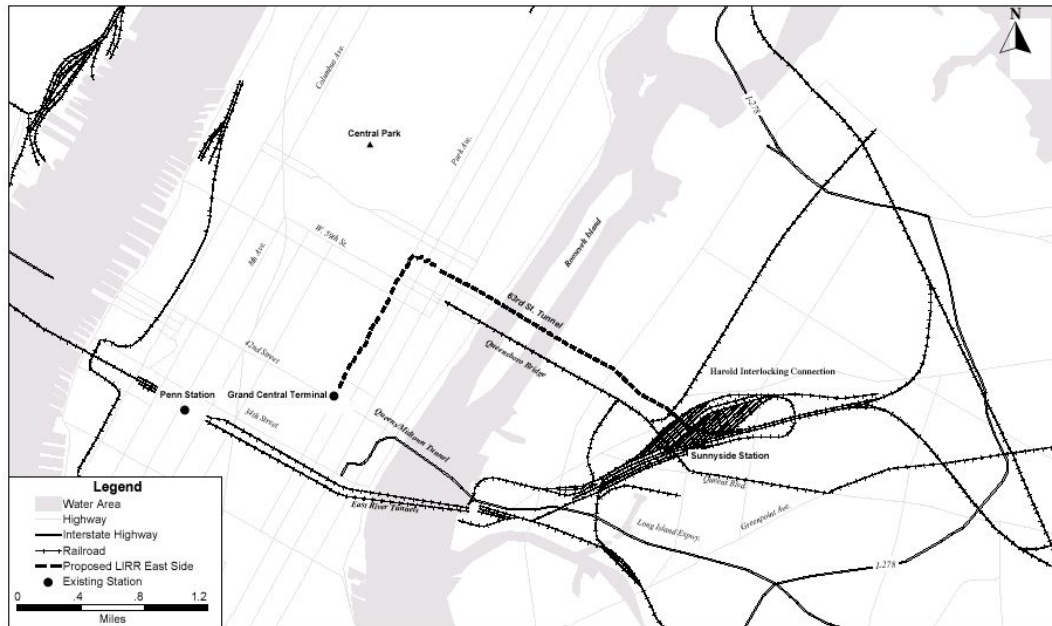 N
Columbus Ave.
I-278
Central Park
Park Ave.
W 59th St.
8th Ave.
Roosevelt Island
63rd St. Tunnel
Queensboro Bridge
42nd Street
Harold Interlocking Connection
Penn Station
Grand Central Terminal
34th Street
Queens/Midtown Tunnel
Sunnyside Station
Queens Blvd
East River Tunnels
Greenpoint Ave.
Long Island Expwy.
I-278
Legend
Water Area
Highway
Interstate Highway
Railroad
Proposed LIRR East Side
Existing Station
0 .4 .8 1.2
Miles